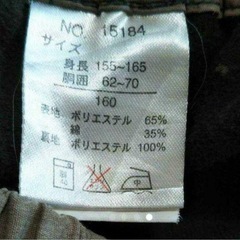 NO. 15184
サイズ
身長 155~165
胴囲 62~70
160
表地 ポリエステル 65%
綿 35%
裏地 ポリエステル 100%